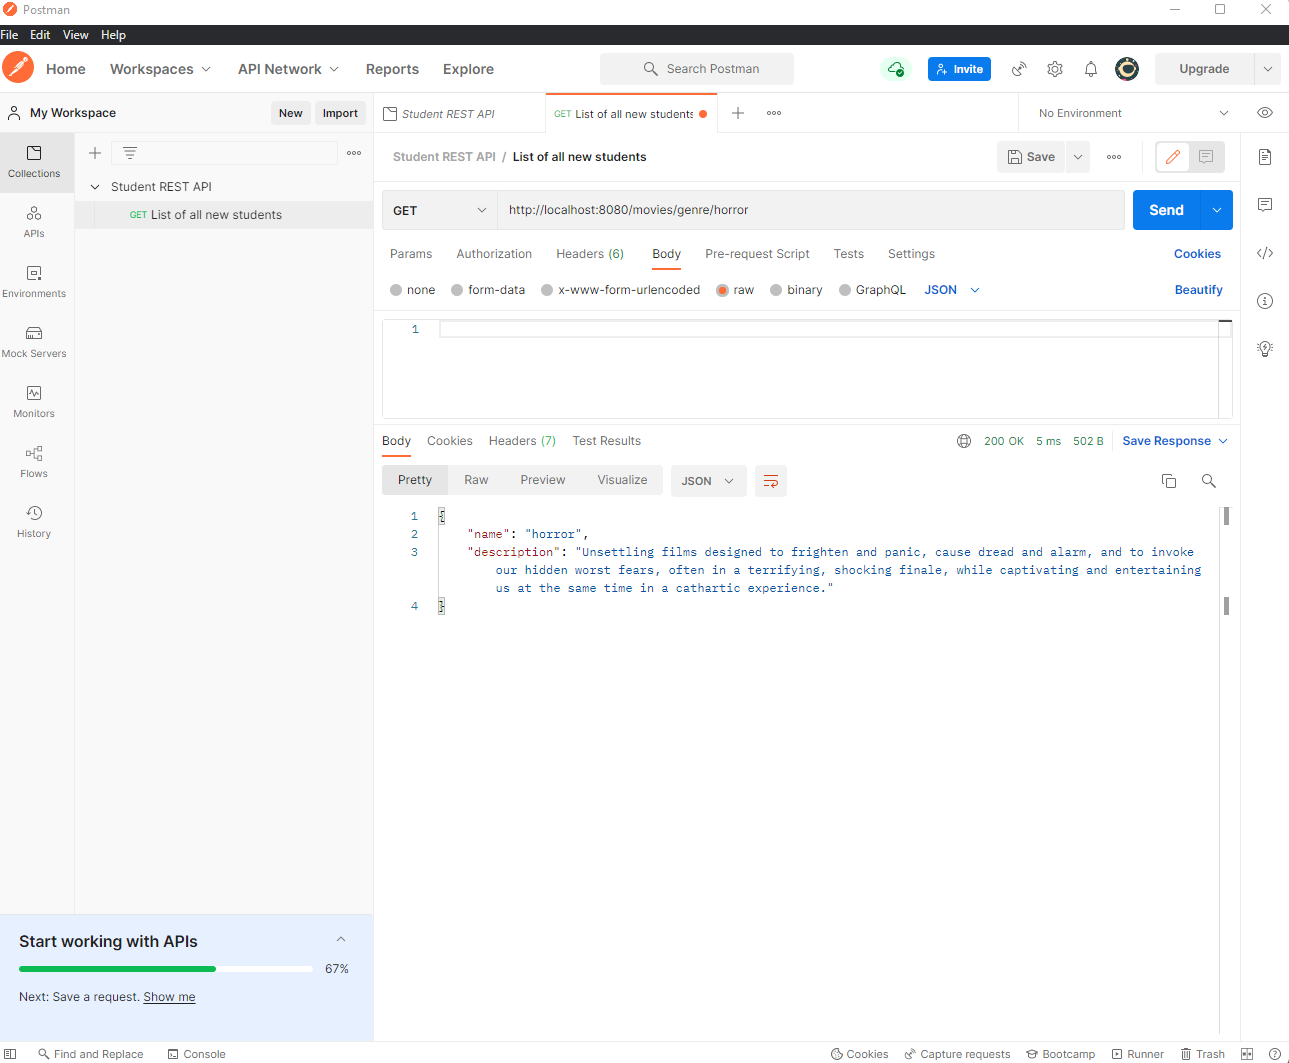 Postman
File Edit View Help
Home Workspaces API Network Reports Explore Search Postman Invite Upgrade
My Workspace New Import Student REST API GET List of all new students No Environment
Student REST API / List of all new students Save
Collections
APIs
Environments
Mock Servers
Monitors
Flows
History
Student REST API
GET List of all new students
GET http://localhost:8080/movies/genre/horror Send
Params Authorization Headers (6) Body Pre-request Script Tests Settings Cookies
none form-data x-www-form-urlencoded raw binary GraphQL JSON Beautify
1
Body Cookies Headers (7) Test Results 200 OK 5 ms 502 B Save Response
Pretty Raw Preview Visualize JSON
1 {
2 "name": "horror",
3 "description": "Unsettling films designed to frighten and panic, cause dread and alarm, and to invoke
our hidden worst fears, often in a terrifying, shocking finale, while captivating and entertaining
us at the same time in a cathartic experience."
4 }
Start working with APIs
67%
Next: Save a request. Show me
Find and Replace Console Cookies Capture requests Bootcamp Runner Trash